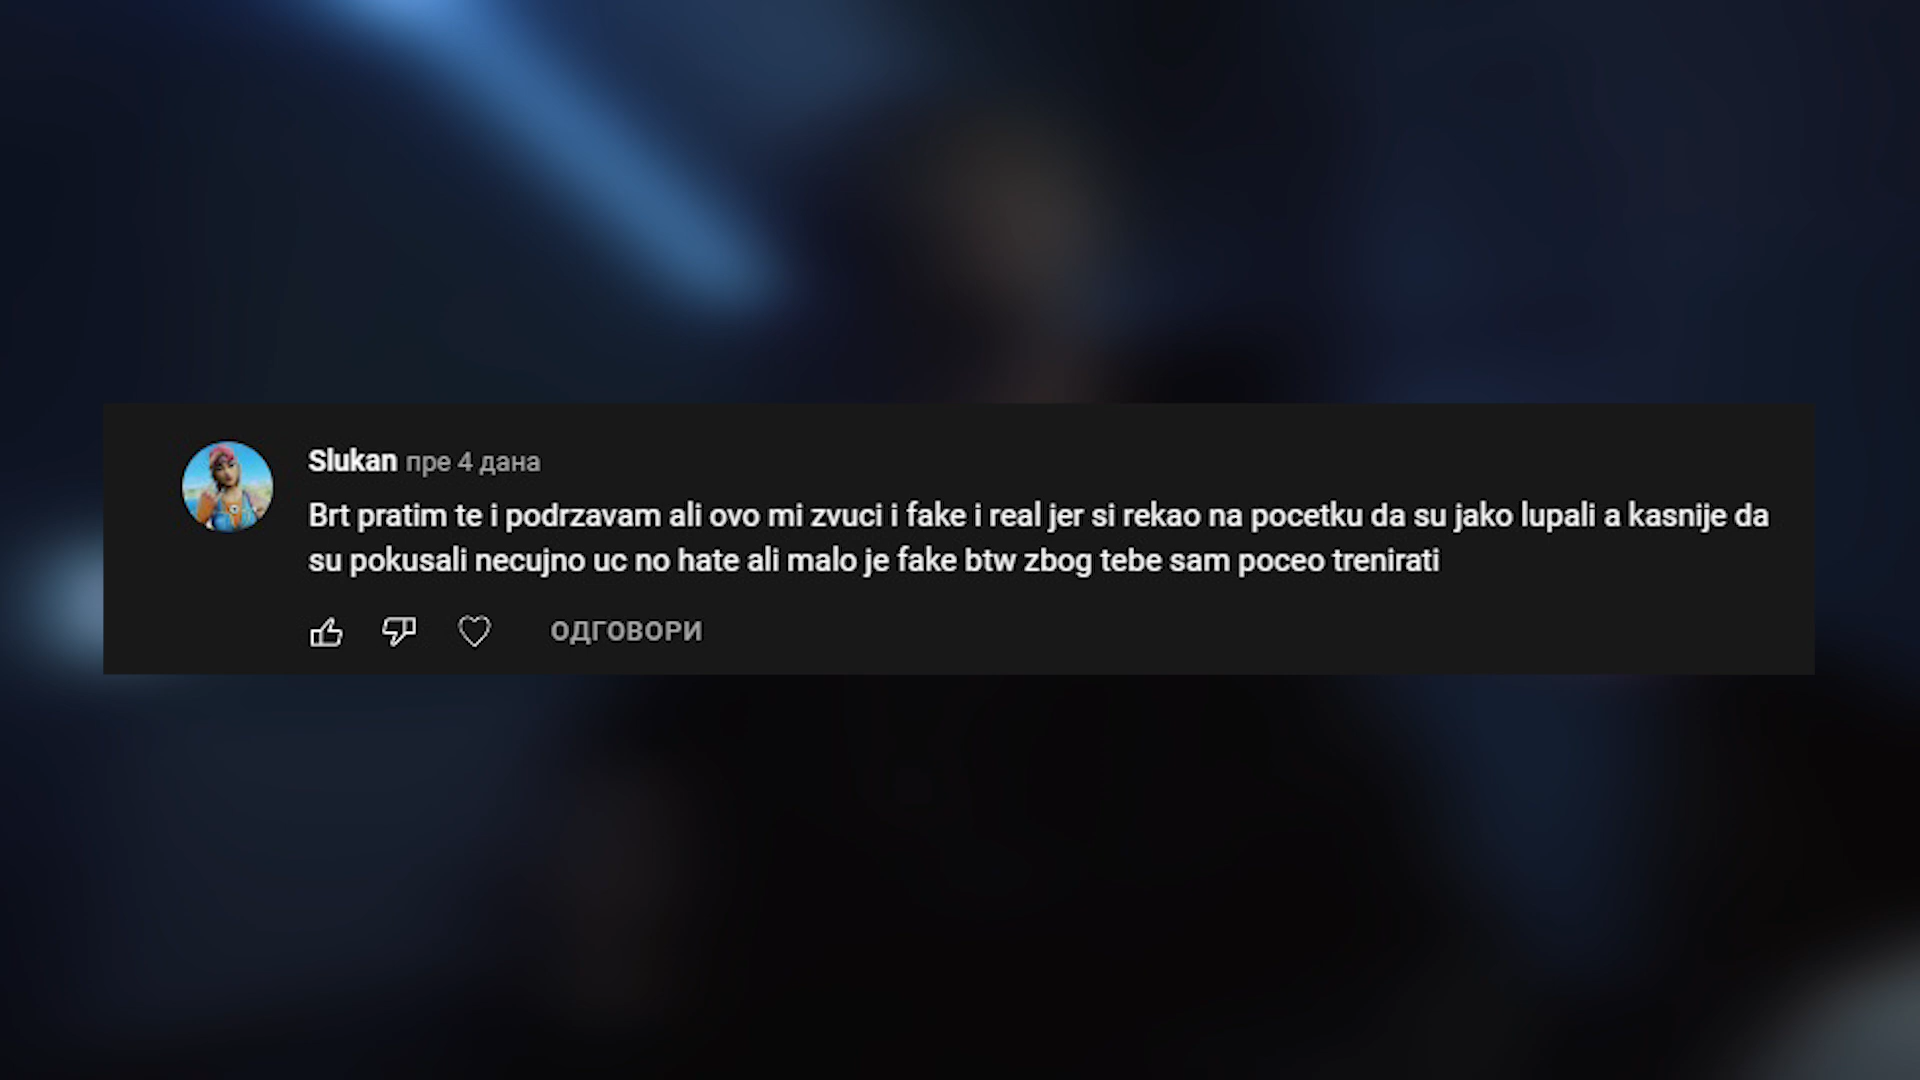 Slukan пре 4 дана
Brt pratim te i podrzavam ali ovo mi zvuci i fake i real jer si rekao na pocetku da su jako lupali a kasnije da
su pokusali necujno uc no hate ali malo je fake btw zbog tebe sam poceo trenirati
ОДГОВОРИ